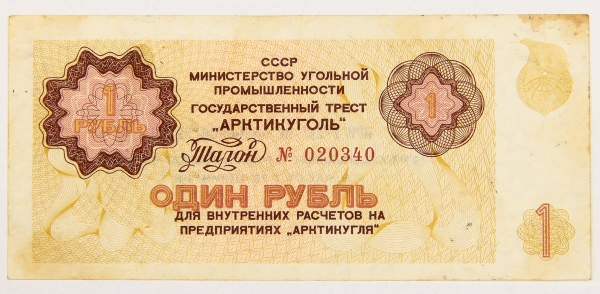 СССР
МИНИСТЕРСТВО УГОЛЬНОЙ
ПРОМЫШЛЕННОСТИ
ГОСУДАРСТВЕННЫЙ ТРЕСТ
„АРКТИКУГОЛЬ"
Талон № 020340
1
РУБЛЬ
1
ОДИН РУБЛЬ
ДЛЯ ВНУТРЕННИХ РАСЧЕТОВ НА
ПРЕДПРИЯТИЯХ „АРКТИКУГЛЯ"
1